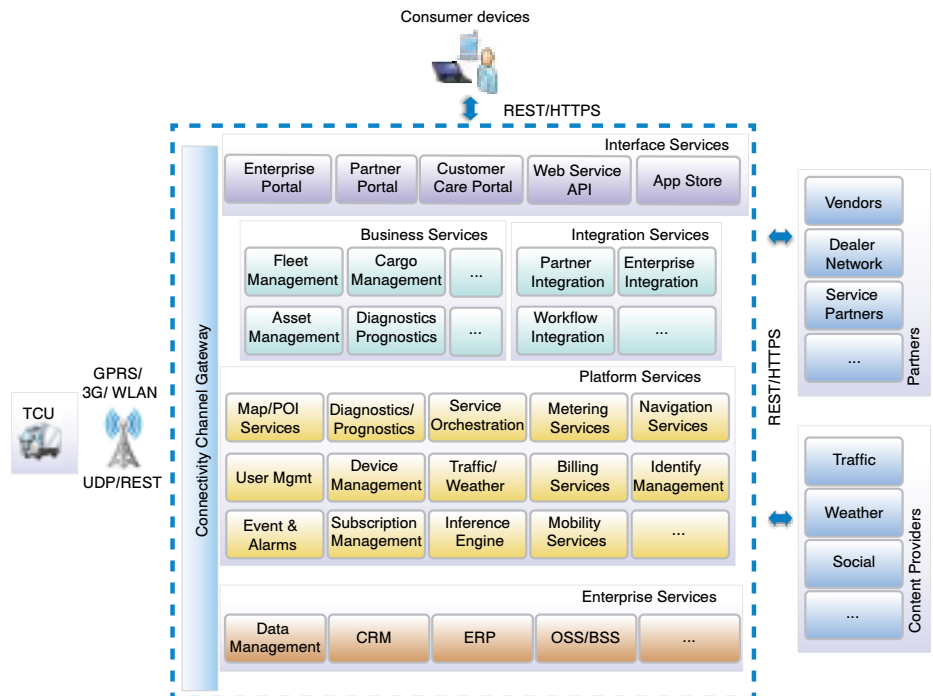 Consumer devices
REST/HTTPS
Interface Services
Enterprise
Portal
Partner
Portal
Customer
Care Portal
Web Service
API
App Store
Business Services
Fleet
Management
Cargo
Management
...
Asset
Management
Diagnostics
Prognostics
...
Integration Services
Partner
Integration
Enterprise
Integration
Workflow
Integration
...
Platform Services
Map/POI
Services
Diagnostics/
Prognostics
Service
Orchestration
Metering
Services
Navigation
Services
User Mgmt
Device
Management
Traffic/
Weather
Billing
Services
Identify
Management
Event &
Alarms
Subscription
Management
Inference
Engine
Mobility
Services
...
Enterprise Services
Data
Management
CRM
ERP
OSS/BSS
...
Connectivity Channel Gateway
TCU
GPRS/
3G/ WLAN
UDP/REST
REST/HTTPS
Vendors
Dealer
Network
Service
Partners
...
Partners
Traffic
Weather
Social
...
Content Providers